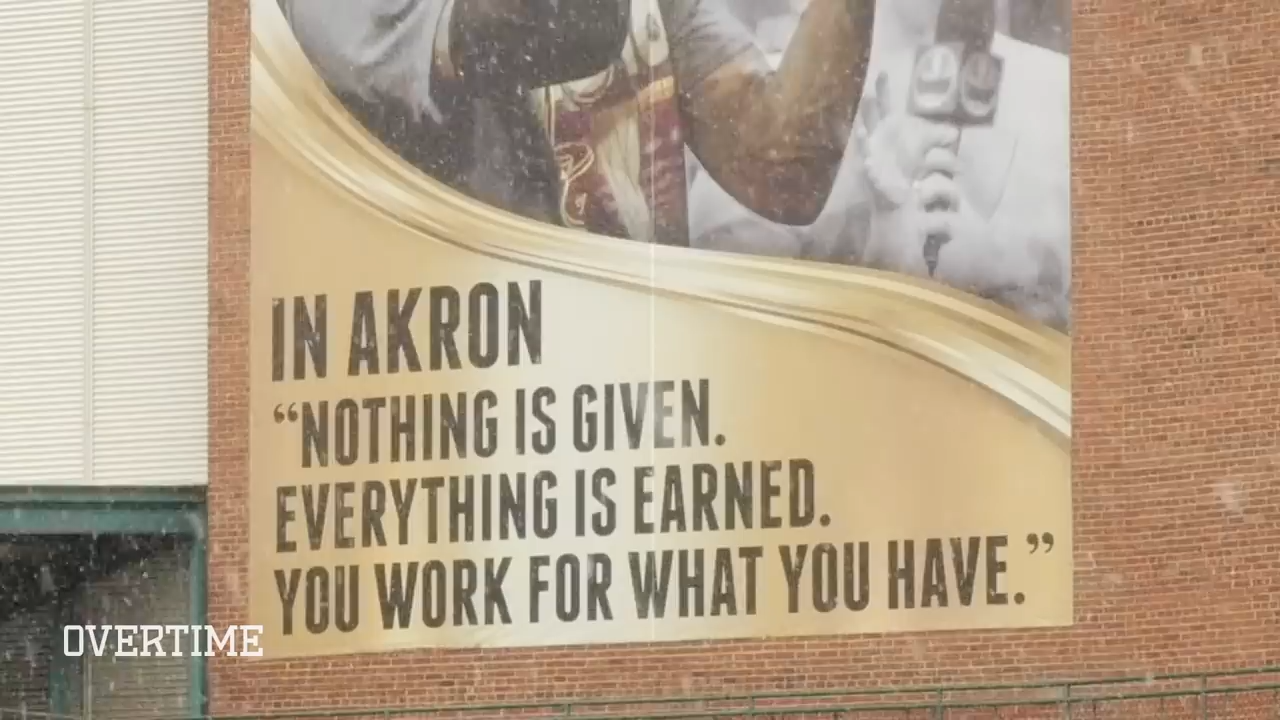 IN AKRON
“NOTHING IS GIVEN.
EVERYTHING IS EARNED.
YOU WORK FOR WHAT YOU HAVE.”
OVERTIME